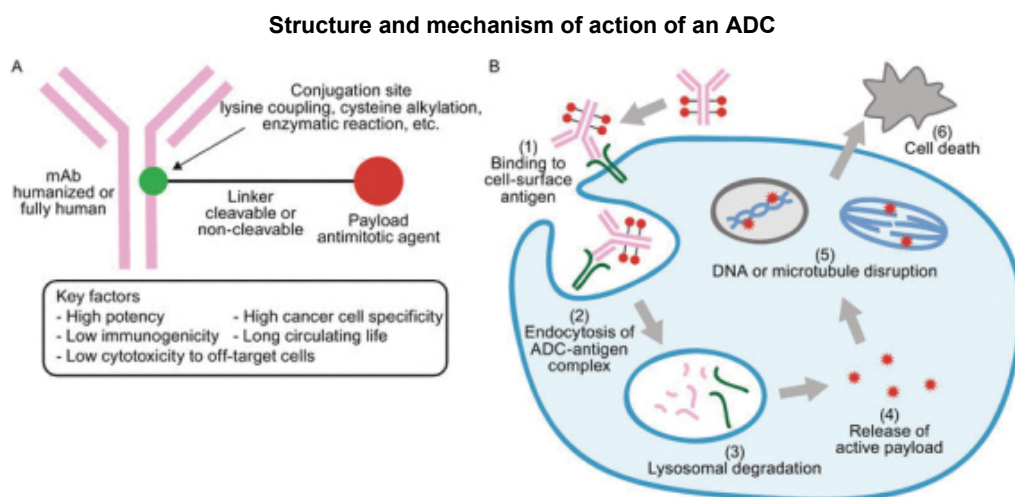 Structure and mechanism of action of an ADC
A
Conjugation site
lysine coupling, cysteine alkylation,
enzymatic reaction, etc.
mAb
humanized or
fully human
Linker
cleavable or
non-cleavable
Payload
antimitotic agent
Key factors
- High potency
- High cancer cell specificity
- Low immunogenicity
- Long circulating life
- Low cytotoxicity to off-target cells
B
(1)
Binding to
cell-surface
antigen
(2)
Endocytosis of
ADC-antigen
complex
(3)
Lysosomal degradation
(4)
Release of
active payload
(5)
DNA or microtubule disruption
(6)
Cell death